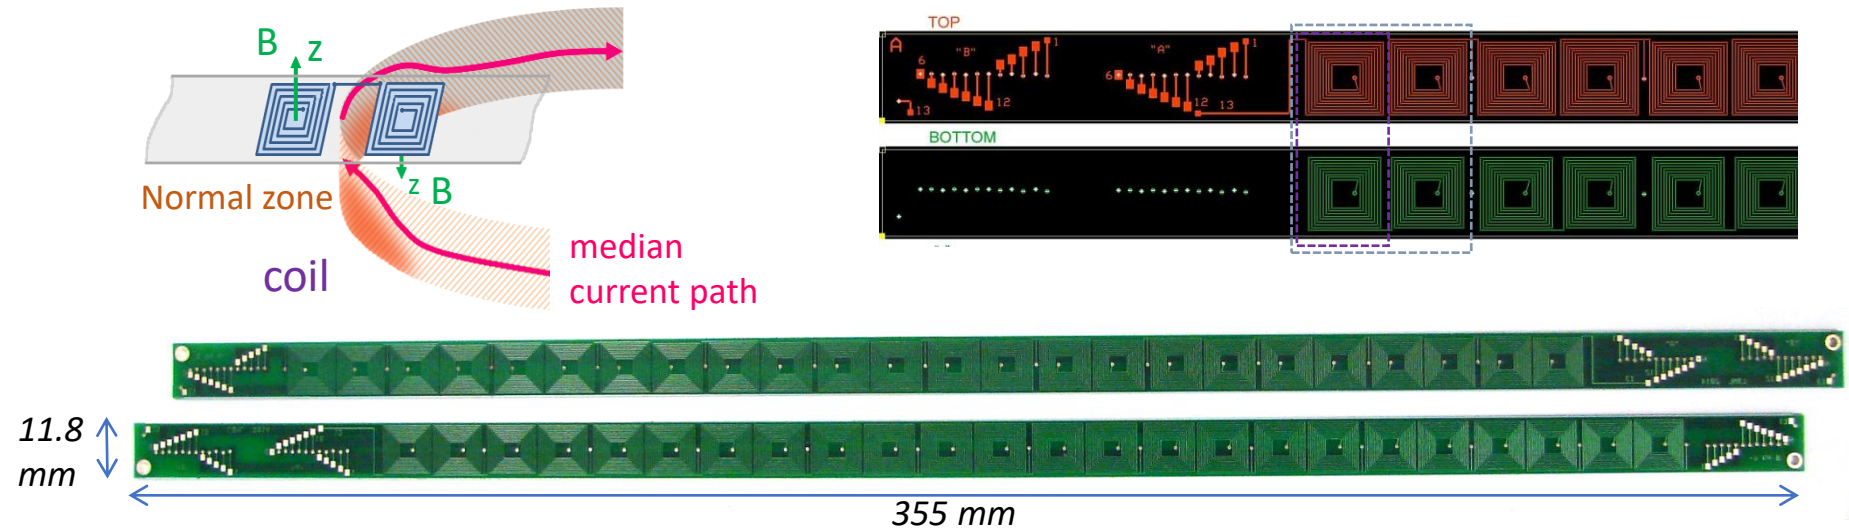 B
z
z
B
Normal zone
coil
median
current path
TOP
A
"B"
1
6
12
13
"A"
1
6
12
13
BOTTOM
11.8
mm
355 mm